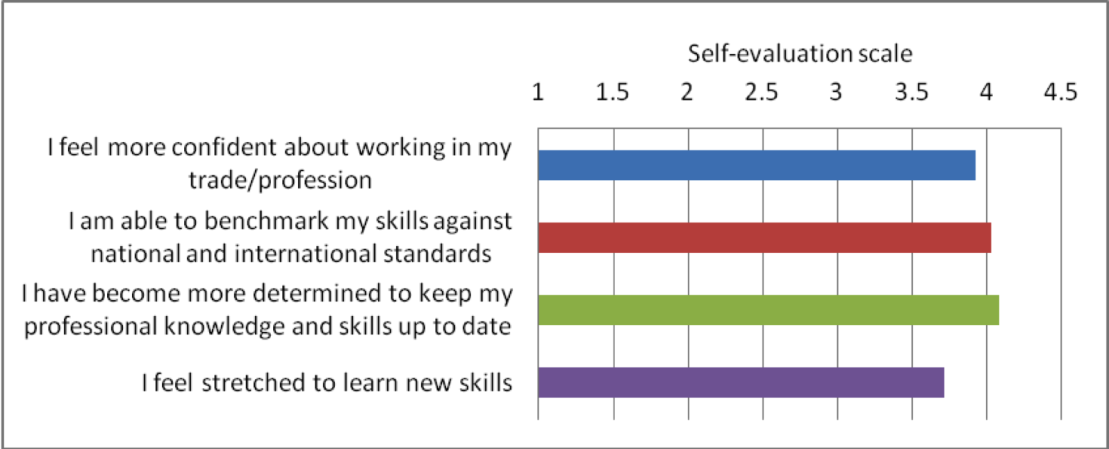 Self-evaluation scale
1 1.5 2 2.5 3 3.5 4 4.5
I feel more confident about working in my
trade/profession
I am able to benchmark my skills against
national and international standards
I have become more determined to keep my
professional knowledge and skills up to date
I feel stretched to learn new skills